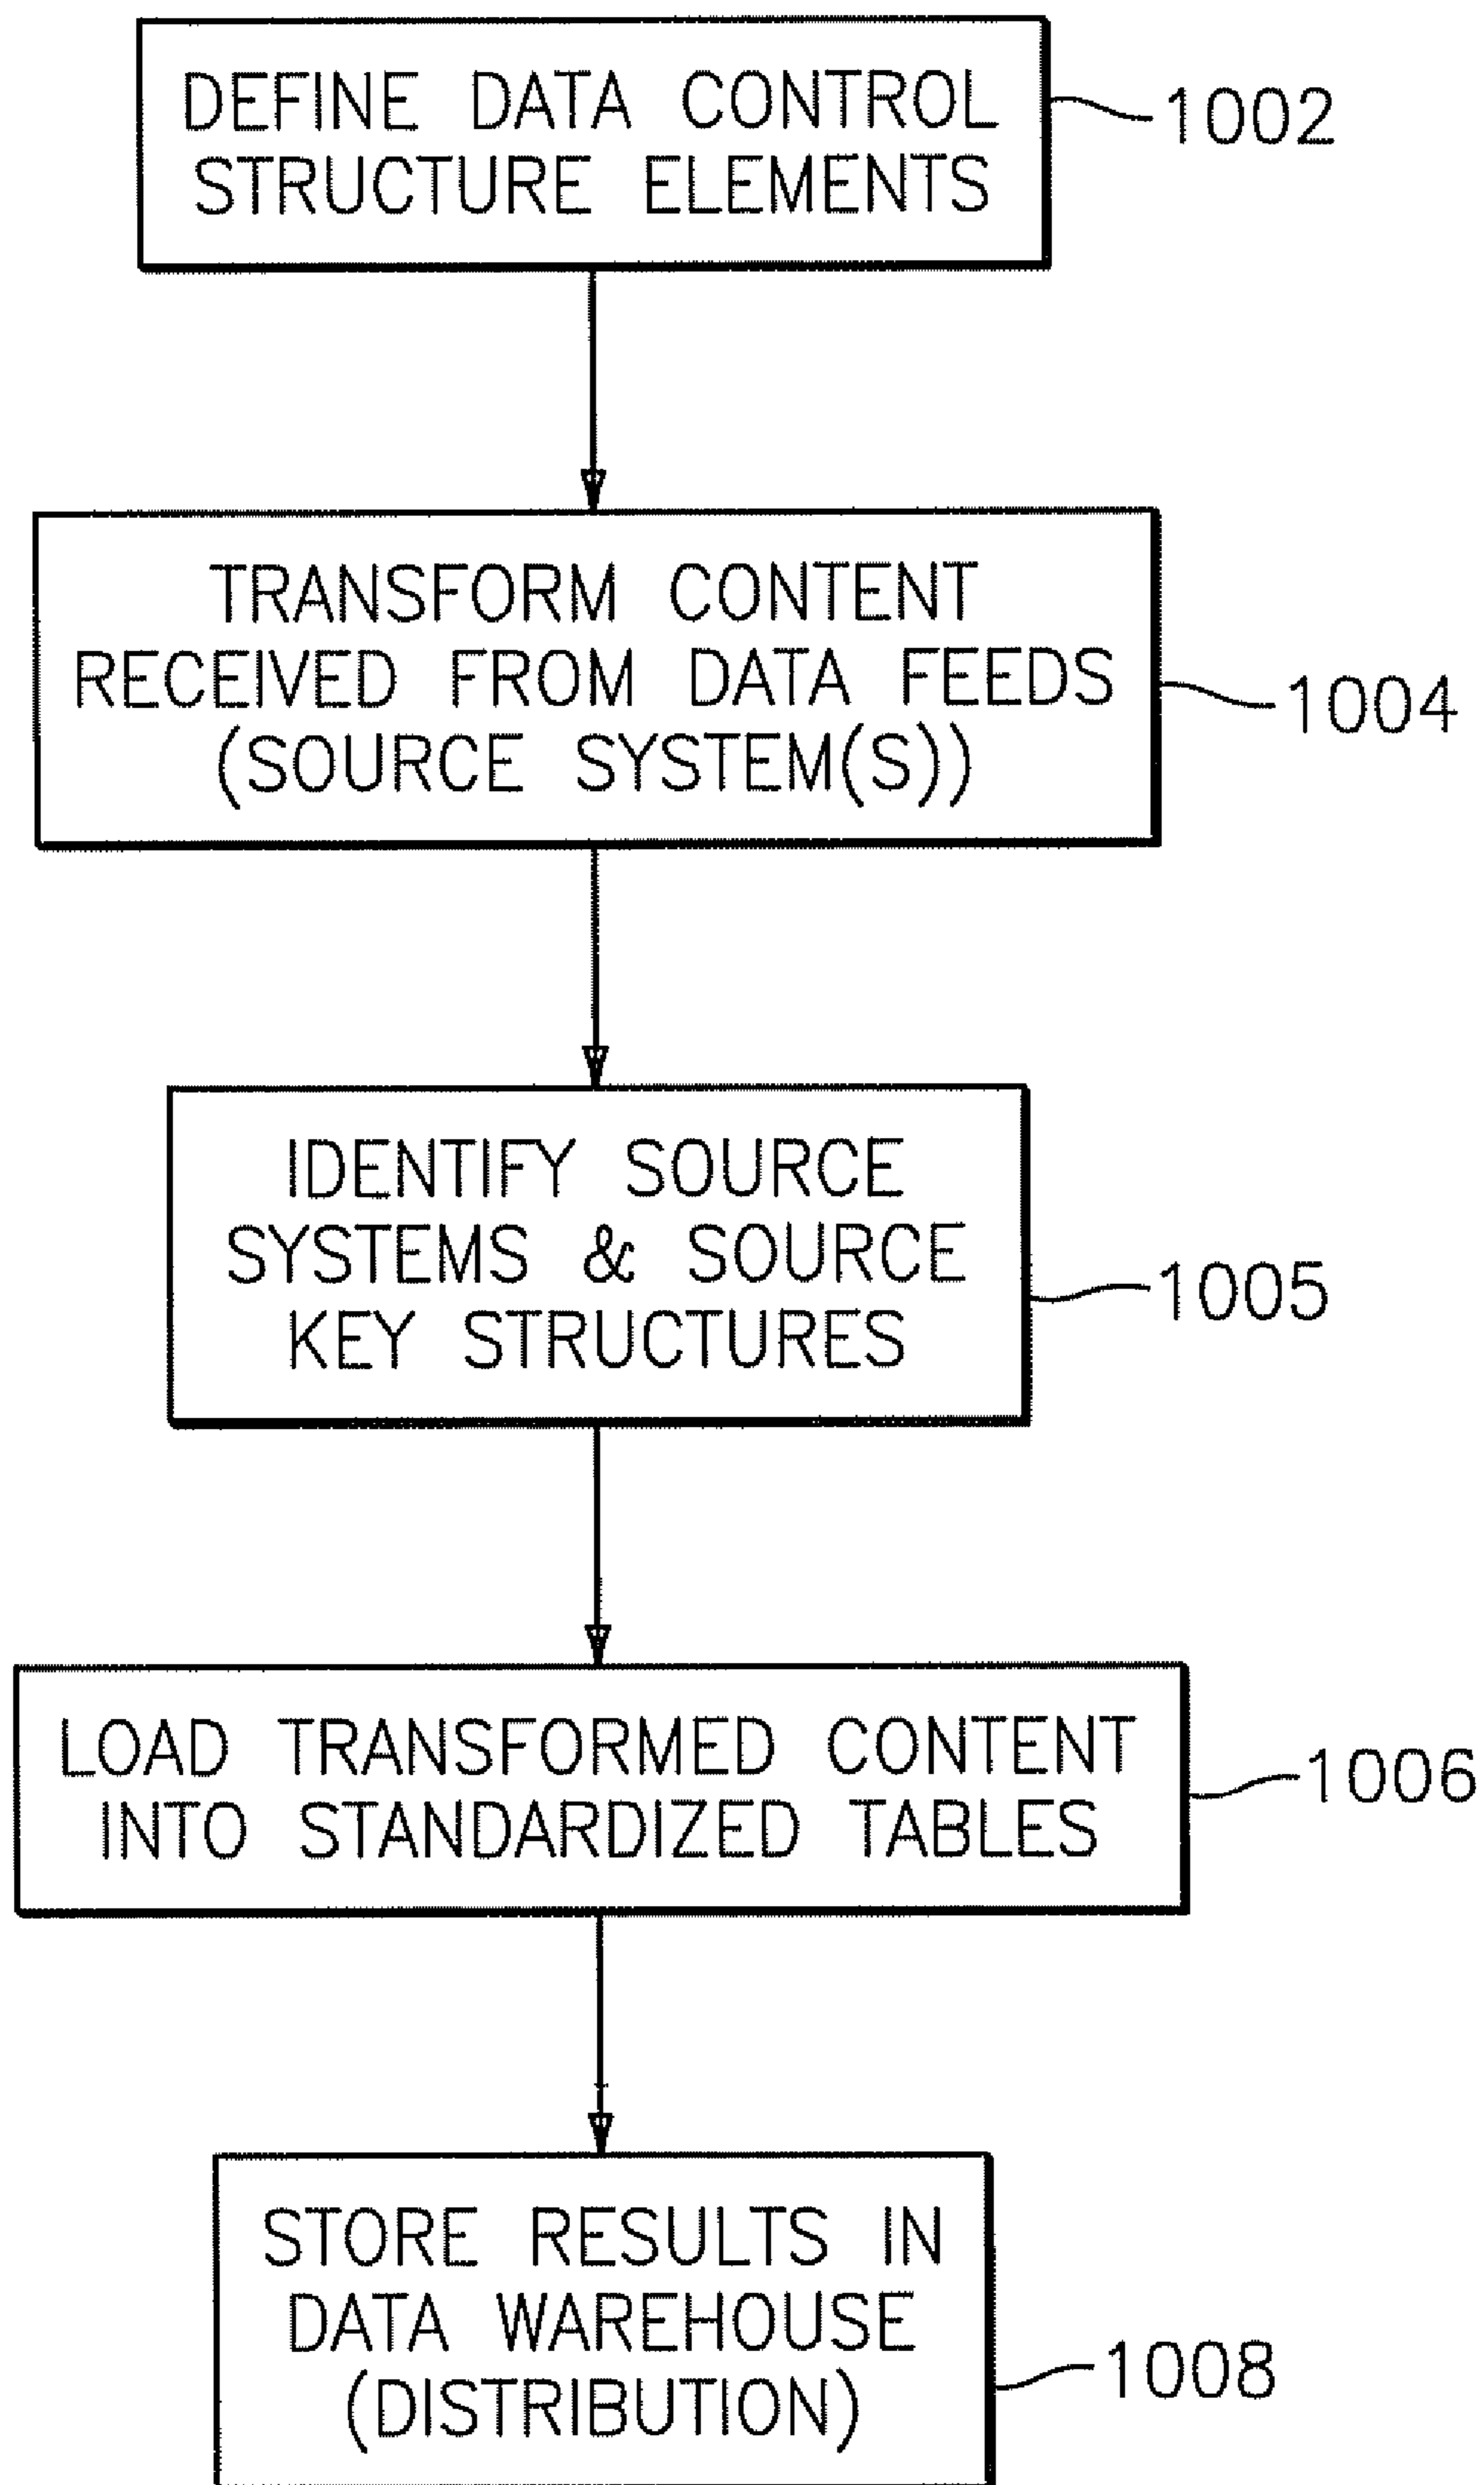 DEFINE DATA CONTROL
STRUCTURE ELEMENTS
1002
TRANSFORM CONTENT
RECEIVED FROM DATA FEEDS
(SOURCE SYSTEM(S))
1004
IDENTIFY SOURCE
SYSTEMS & SOURCE
KEY STRUCTURES
1005
LOAD TRANSFORMED CONTENT
INTO STANDARDIZED TABLES
1006
STORE RESULTS IN
DATA WAREHOUSE
(DISTRIBUTION)
1008